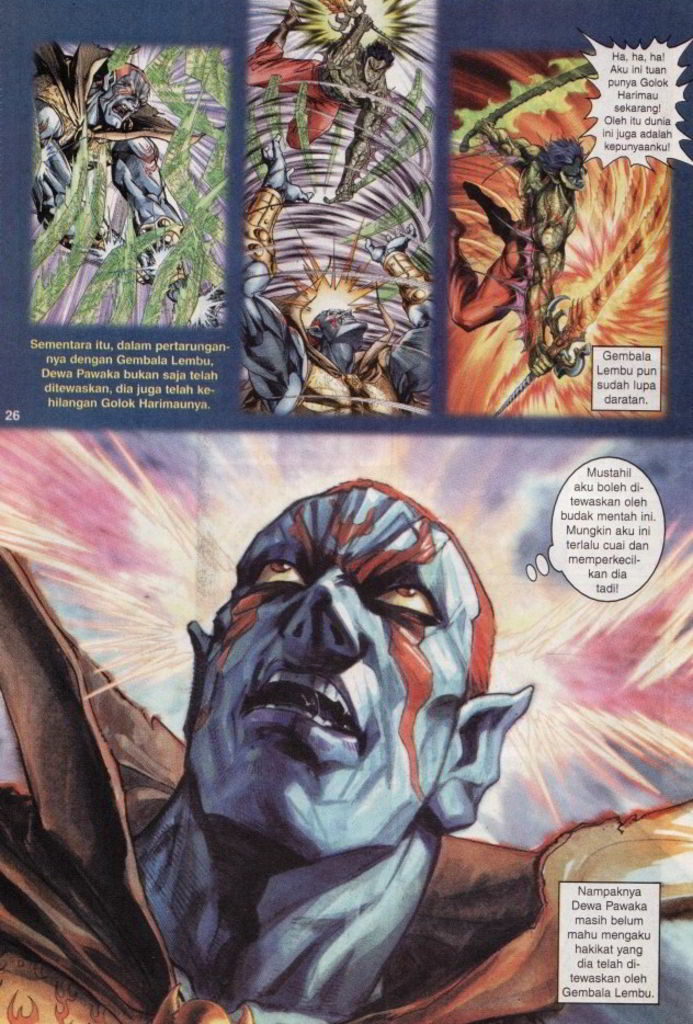 Ha, ha, ha!
Aku ini tuan
punya Golok
Harimau
sekarang!
Oleh itu dunia
ini juga adalah
kepunyaanku!
Sementara itu, dalam pertarungan-
nya dengan Gembala Lembu,
Dewa Pawaka bukan saja telah
ditewaskan, dia juga telah ke-
hilangan Golok Harimaunya.
Gembala
Lembu pun
sudah lupa
daratan.
26
Mustahil
aku boleh di-
tewaskan oleh
budak mentah ini.
Mungkin aku ini
terlalu cuai dan
memperkecil-
kan dia
tadi!
Nampaknya
Dewa Pawaka
masih belum
mahu mengaku
hakikat yang
dia telah di-
tewaskan oleh
Gembala Lembu.